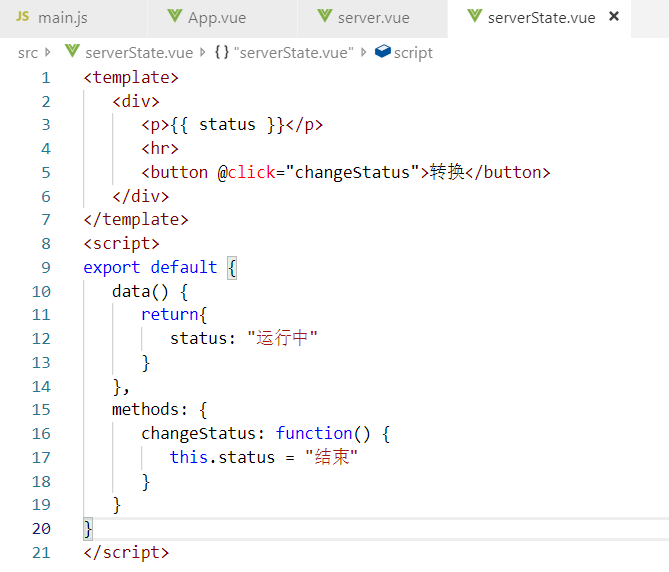 JS main.js App.vue server.vue serverState.vue ×
src > serverState.vue > {} "serverState.vue" > script
1 <template>
2 <div>
3 <p>{{ status }}</p>
4 <hr>
5 <button @click="changeStatus">转换</button>
6 </div>
7 </template>
8 <script>
9 export default {
10 data() {
11 return{
12 status: "运行中"
13 }
14 },
15 methods: {
16 changeStatus: function() {
17 this.status = "结束"
18 }
19 }
20 }
21 </script>